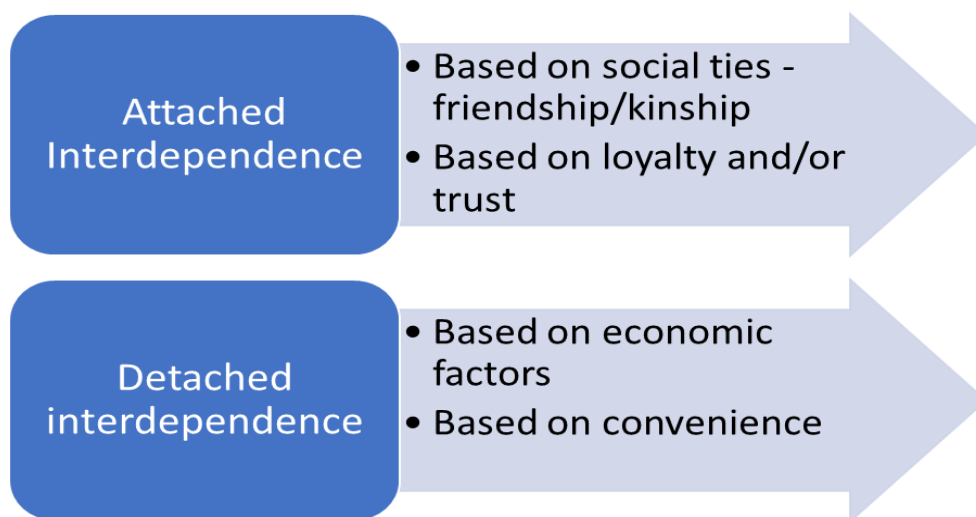 Attached
Interdependence
• Based on social ties -
friendship/kinship
• Based on loyalty and/or
trust
Detached
interdependence
• Based on economic
factors
• Based on convenience